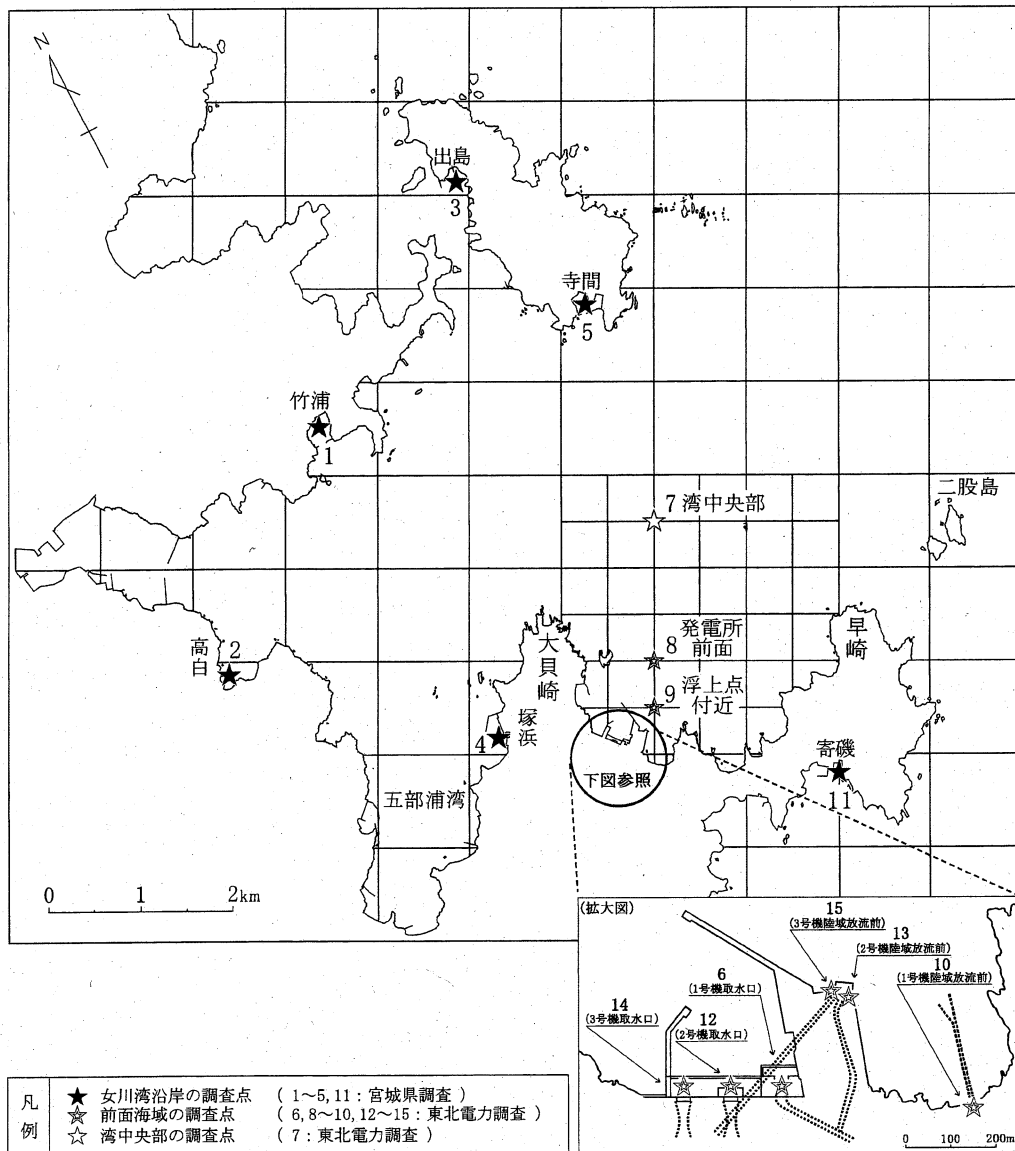 N
出島
3
寺間
5
竹浦
1
二股島
7 湾中央部
高白
2
大貝崎
発電所
8 前面
早崎
9 浮上点
付近
塚浜
4
寄磯
11
下図参照
五部浦湾
0 1 2km
(拡大図)
15
(3号機陸域放流前)
13
(2号機陸域放流前)
10
(1号機陸域放流前)
6
(1号機取水口)
14
(3号機取水口)
12
(2号機取水口)
0 100 200m
凡例
★ 女川湾沿岸の調査点 ( 1~5,11 : 宮城県調査 )
前面海域の調査点 ( 6,8~10,12~15 : 東北電力調査 )
☆ 湾中央部の調査点 ( 7 : 東北電力調査 )